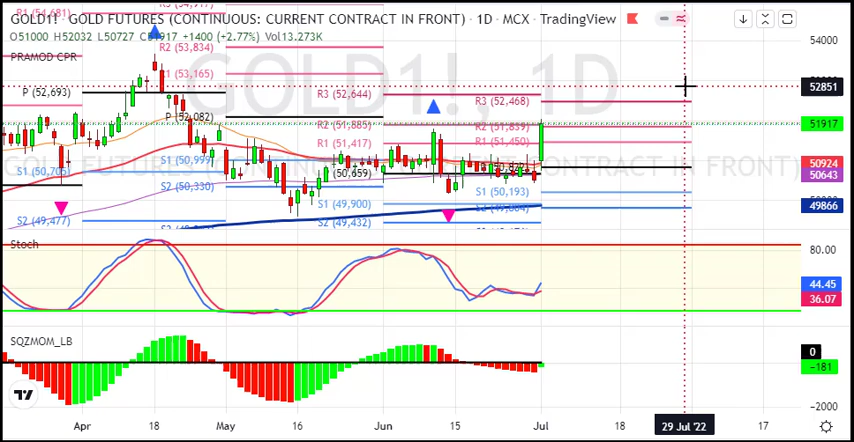 GOLD1! · GOLD FUTURES (CONTINUOUS: CURRENT CONTRACT IN FRONT) · 1D · MCX · TradingView
O51000 H52032 L50727 C51917 +1400 (+2.77%) Vol13.273K
PRAMOD CPR
GOLD1!, 1D
R2 (53,834)
R1 (53,165)
P (52,693)
P (52,082)
R3 (52,644)
R3 (52,468)
R2 (51,885)
R2 (51,839)
R1 (51,417)
R1 (51,450)
S1 (50,999)
S1 (50,705)
(50,659)
S2 (50,330)
S1 (50,193)
S1 (49,900)
S2 (49,477)
S2 (49,432)
54000
52851
51917
50924
50643
49866
Stoch
80.00
44.45
36.07
SQZMOM_LB
0
-181
-2000
Apr 18 May 16 Jun 15 Jul 18 29 Jul '22 17